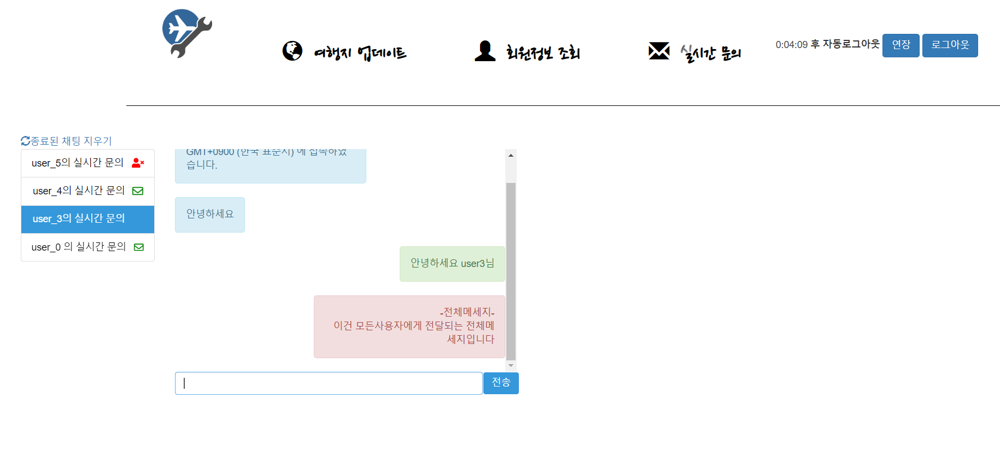 여행지 업데이트
회원정보 조회
실시간 문의
0:04:09 후 자동로그아웃
연장
로그아웃
종료된 채팅 지우기
user_5의 실시간 문의
user_4의 실시간 문의
user_3의 실시간 문의
user_0 의 실시간 문의
GMT+0900 (한국 표준시) 에 접속하였
습니다.
안녕하세요
안녕하세요 user3님
-전체메세지-
이건 모든사용자에게 전달되는 전체메
세지입니다
전송